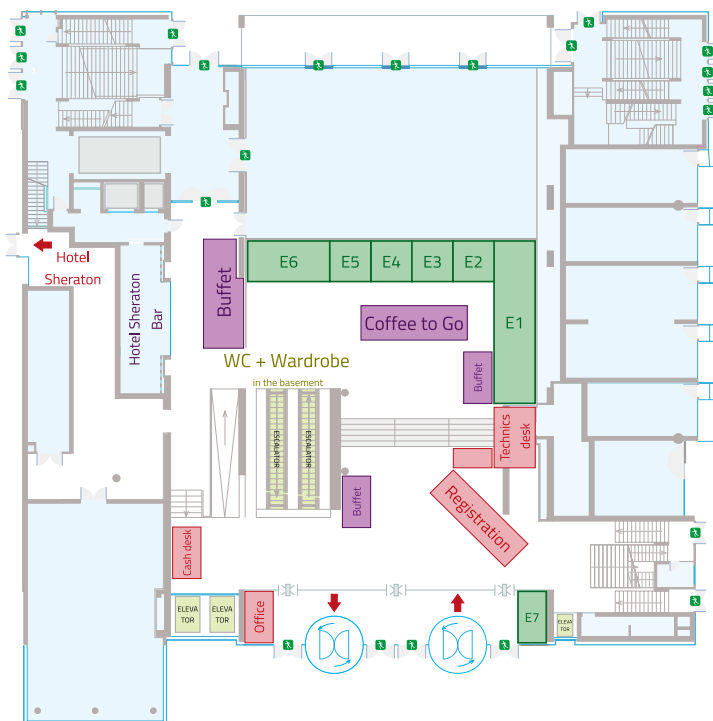 E6
E5
E4
E3
E2
E1
Hotel
Sheraton
Buffet
Hotel Sheraton
Bar
Coffee to Go
WC + Wardrobe
in the basement
Buffet
Technics
desk
ESCALATOR
ESCALATOR
Buffet
Registration
Cash desk
ELEVA
TOR
ELEVA
TOR
Office
E7
ELEVA
TOR